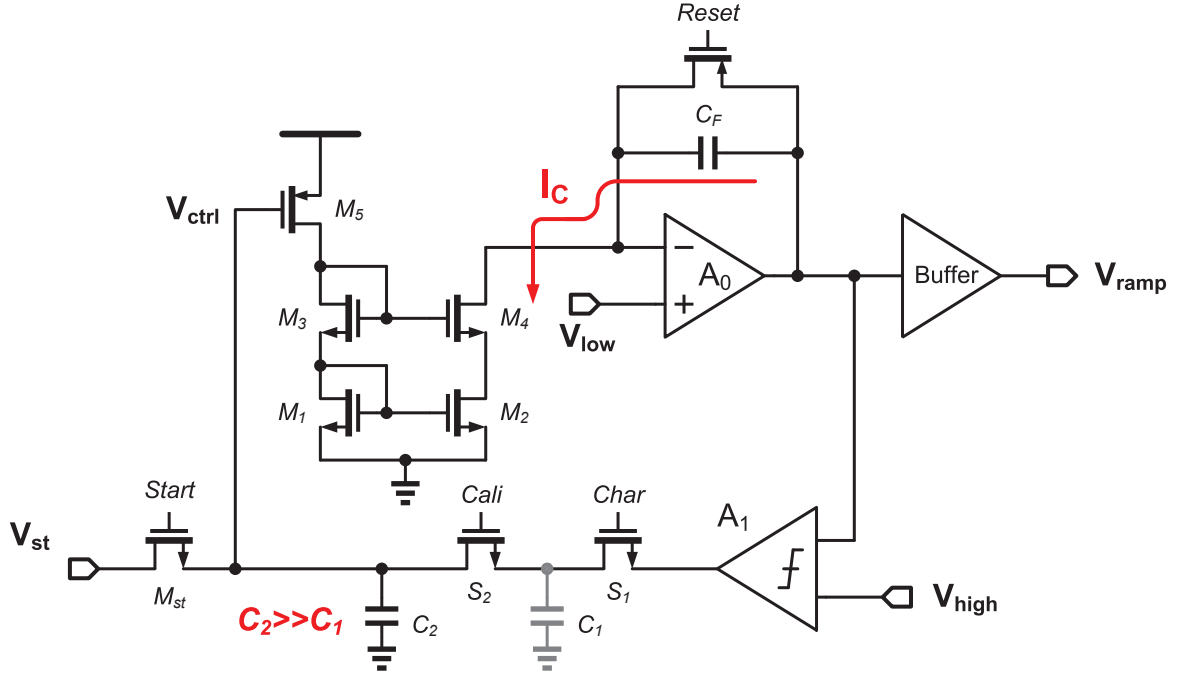 Reset
C_F
I_C
V_ctrl
M_5
A_0
Buffer
V_ramp
M_3
M_4
V_low
M_1
M_2
Start
Cali
Char
A_1
V_st
M_st
S_2
S_1
V_high
C_2>>C_1
C_2
C_1